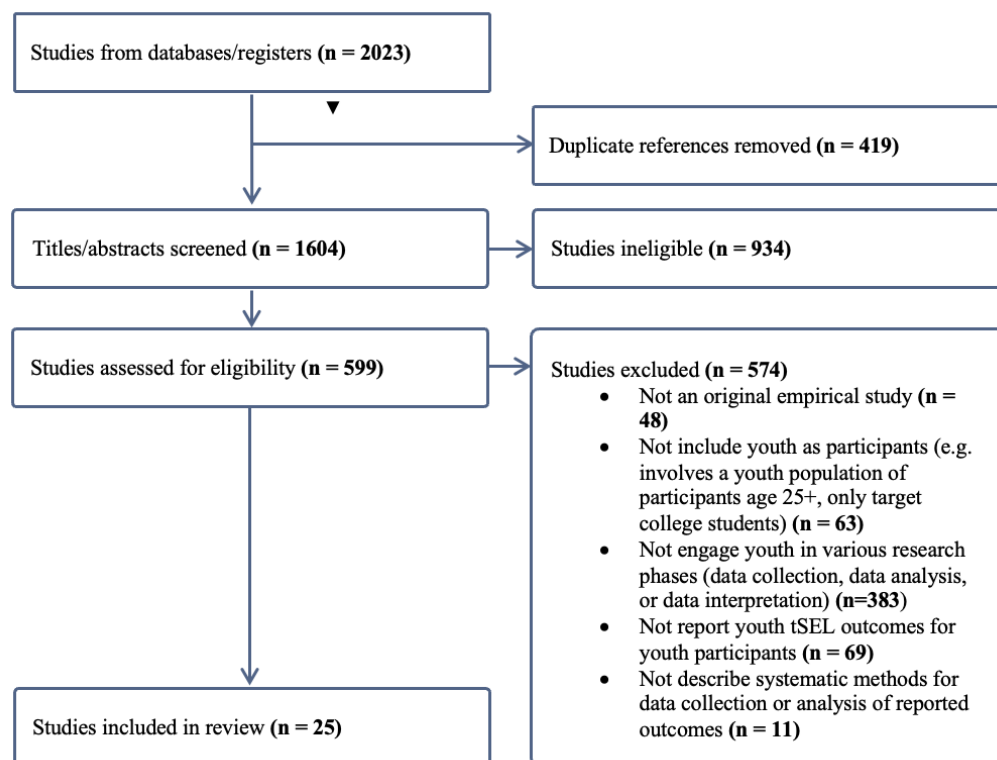 Studies from databases/registers (n = 2023)
Duplicate references removed (n = 419)
Titles/abstracts screened (n = 1604)
Studies ineligible (n = 934)
Studies assessed for eligibility (n = 599)
Studies excluded (n = 574)
• Not an original empirical study (n =
48)
• Not include youth as participants (e.g.
involves a youth population of
participants age 25+, only target
college students) (n = 63)
• Not engage youth in various research
phases (data collection, data analysis,
or data interpretation) (n=383)
• Not report youth tSEL outcomes for
youth participants (n = 69)
• Not describe systematic methods for
data collection or analysis of reported
outcomes (n = 11)
Studies included in review (n = 25)